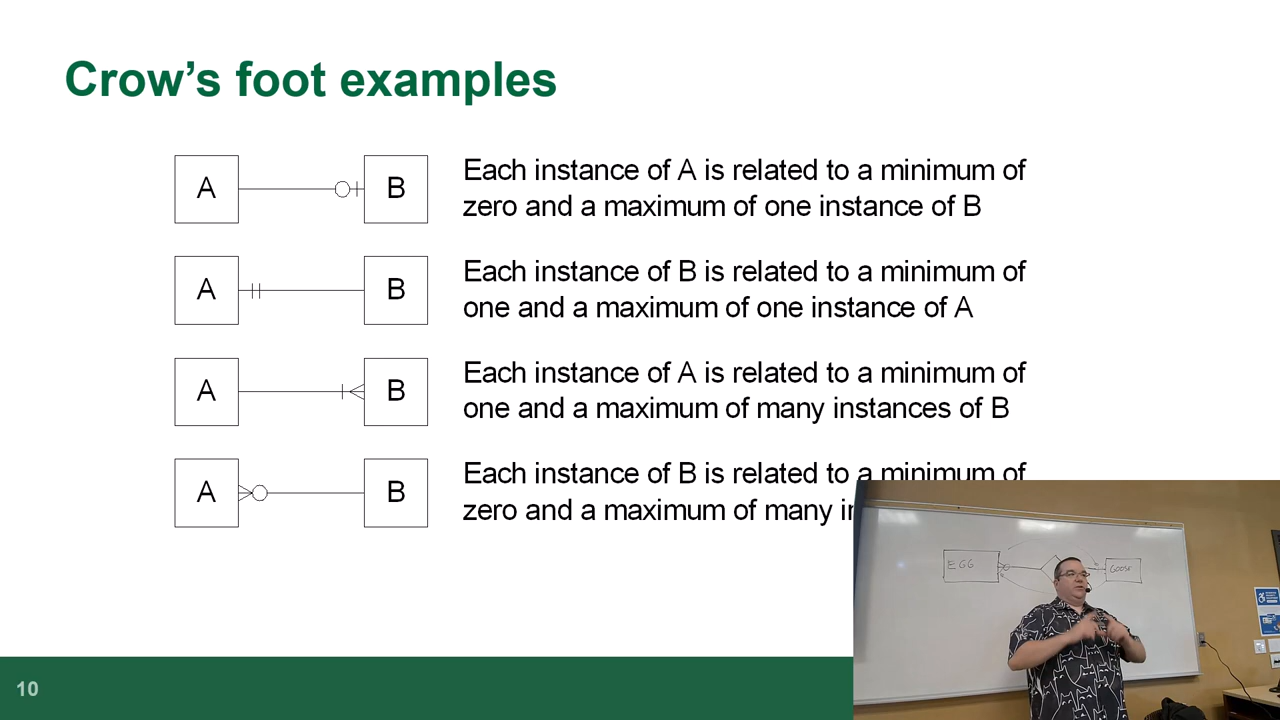 Crow’s foot examples
A
B
Each instance of A is related to a minimum of
zero and a maximum of one instance of B
A
B
Each instance of B is related to a minimum of
one and a maximum of one instance of A
A
B
Each instance of A is related to a minimum of
one and a maximum of many instances of B
A
B
Each instance of B is related to a minimum of
zero and a maximum of many
EGG
GOOSE
10